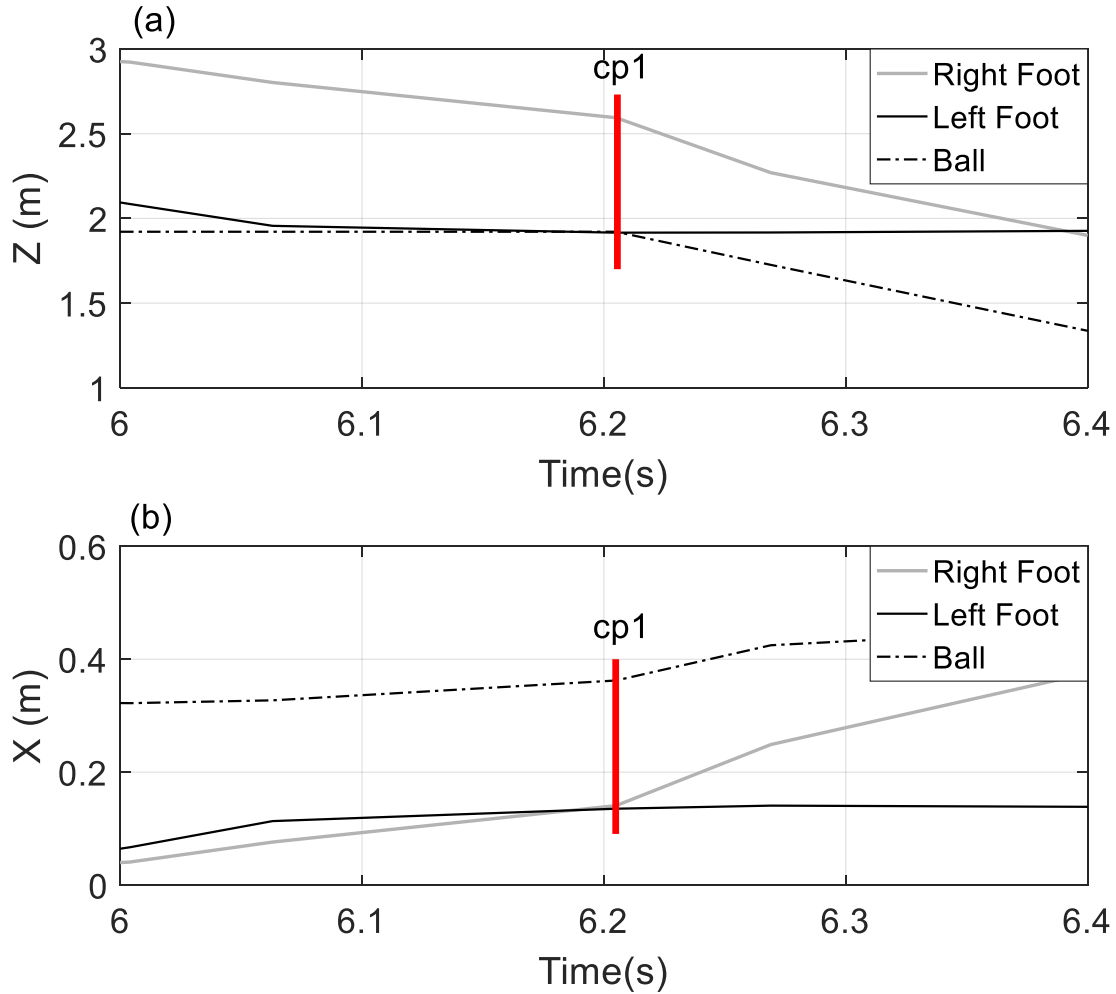 (a)
cp1
Right Foot
Left Foot
Ball
3
2.5
2
1.5
1
Z (m)
6 6.1 6.2 6.3 6.4
Time(s)
(b)
cp1
Right Foot
Left Foot
Ball
0.6
0.4
0.2
0
X (m)
6 6.1 6.2 6.3 6.4
Time(s)